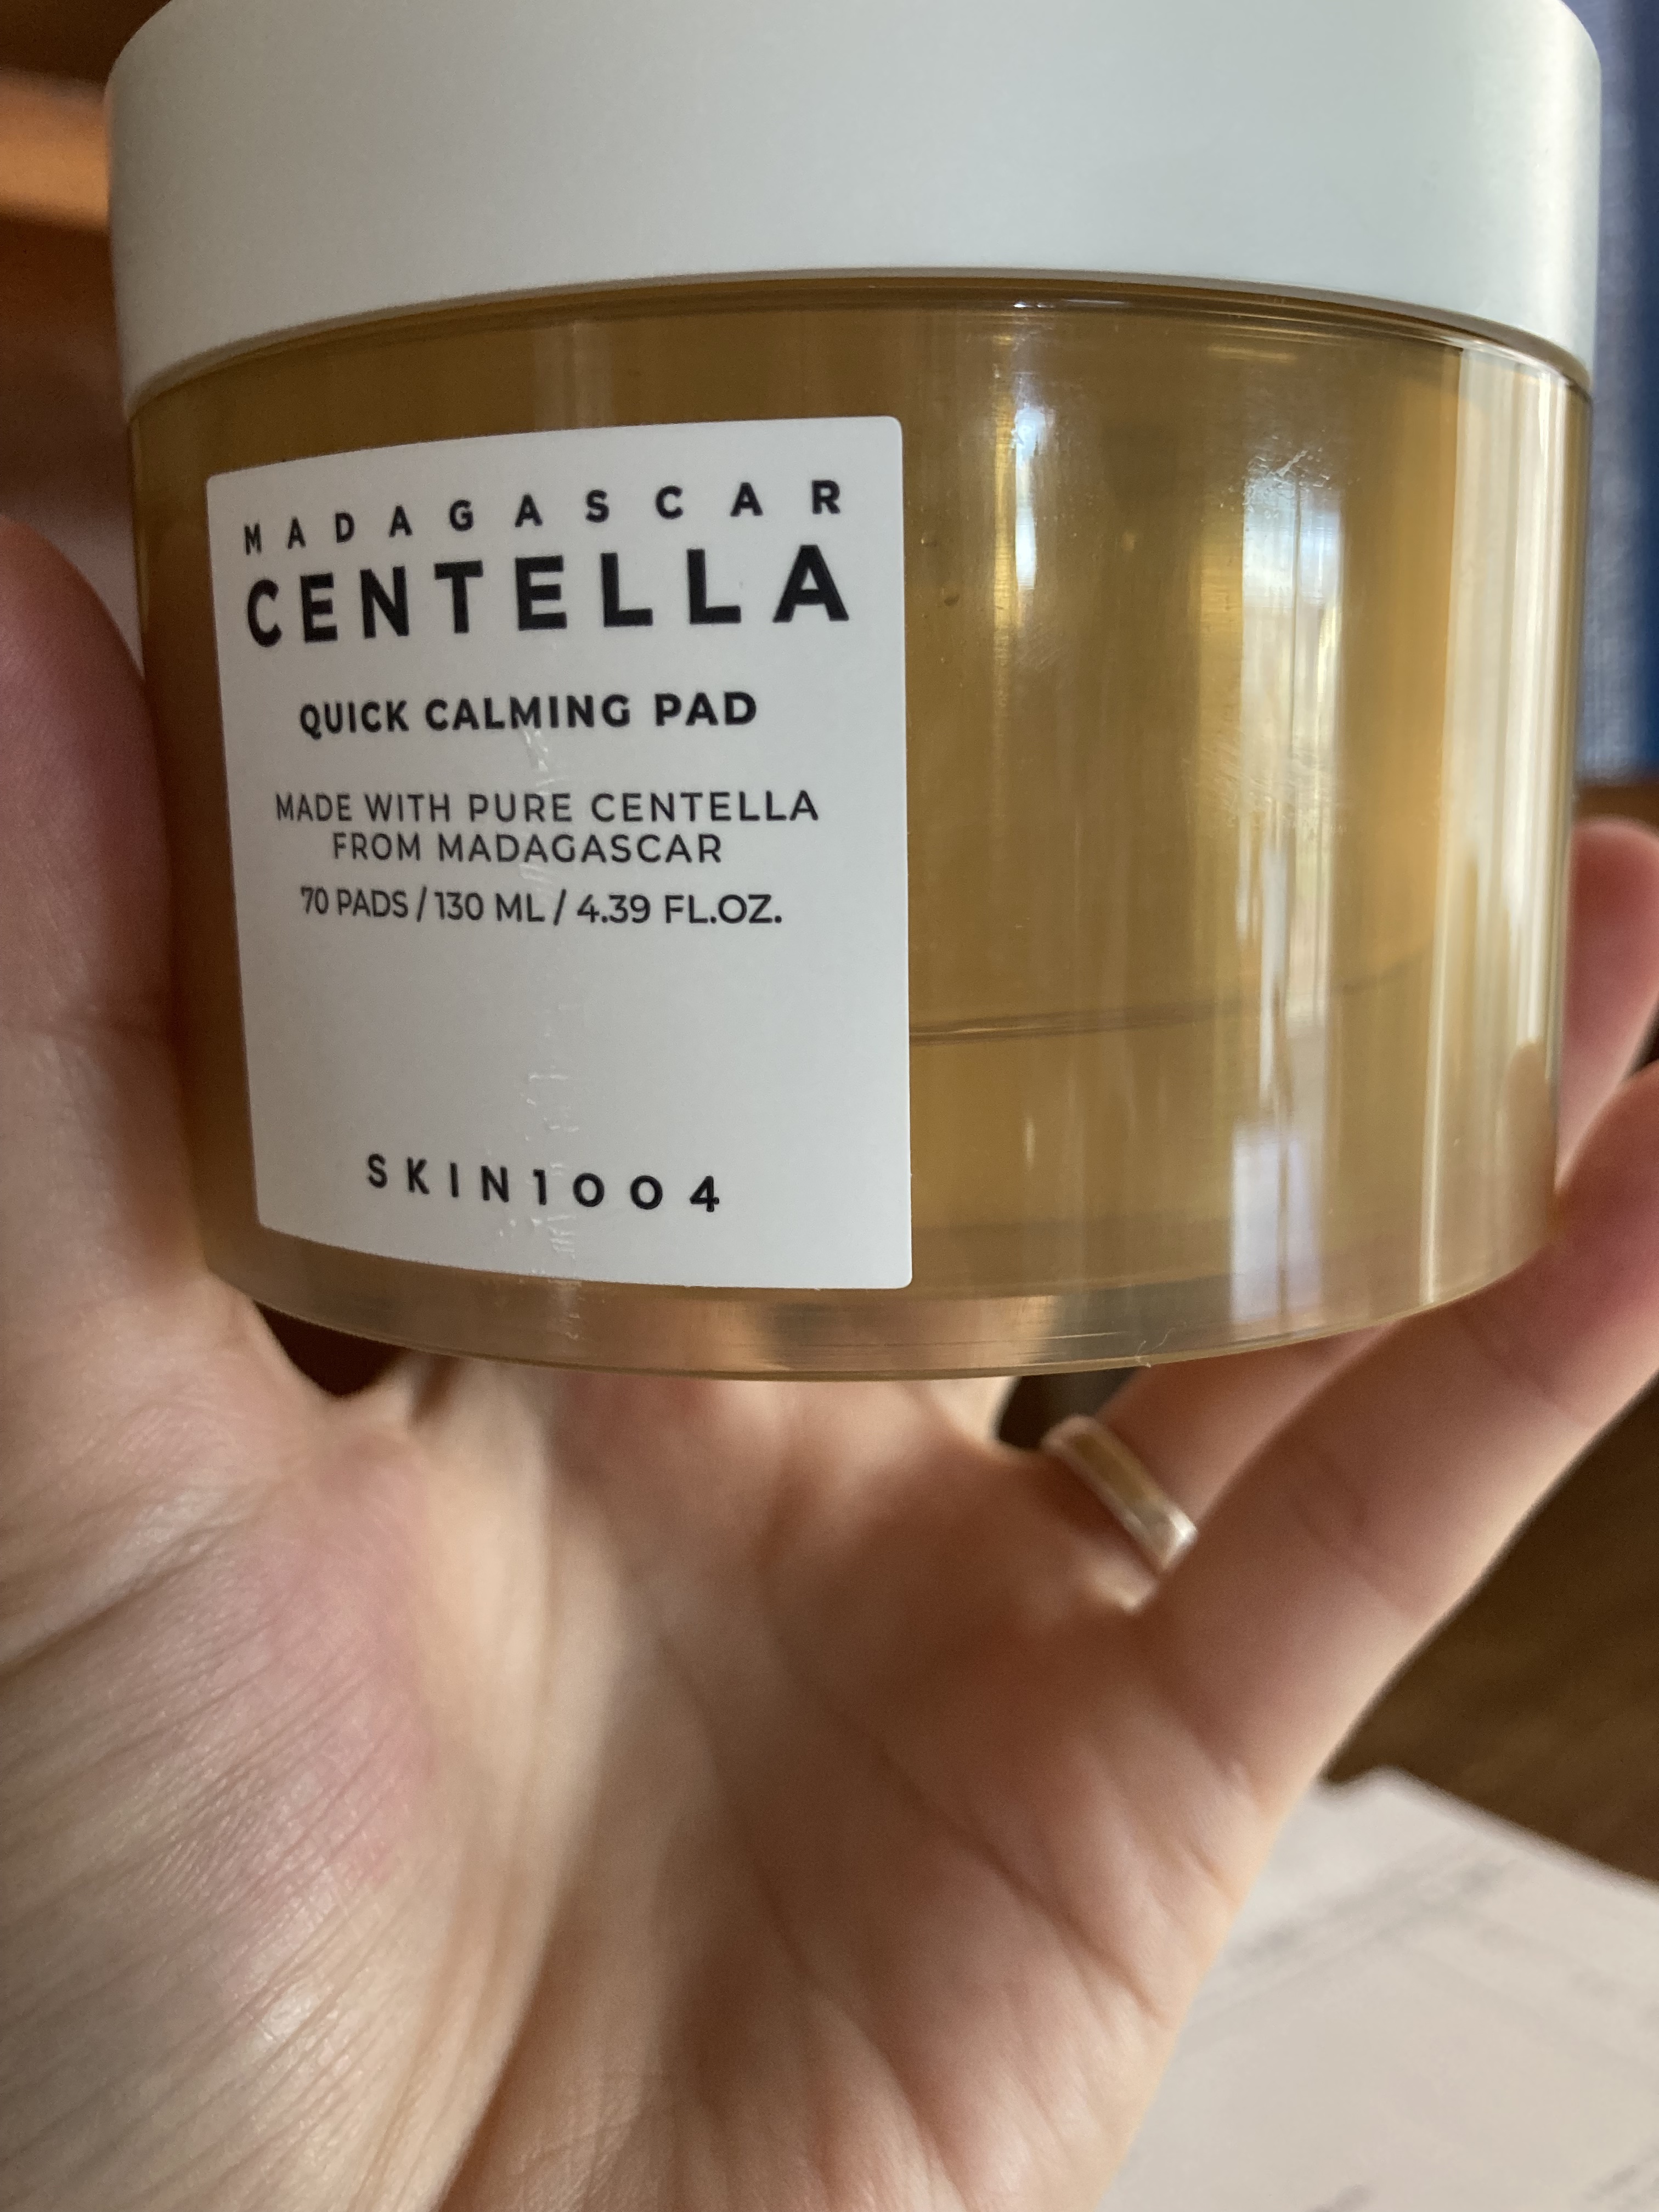 MADAGASCAR
CENTELLA
QUICK CALMING PAD
MADE WITH PURE CENTELLA
FROM MADAGASCAR
70 PADS / 130 ML / 4.39 FL.OZ.
SKIN1004